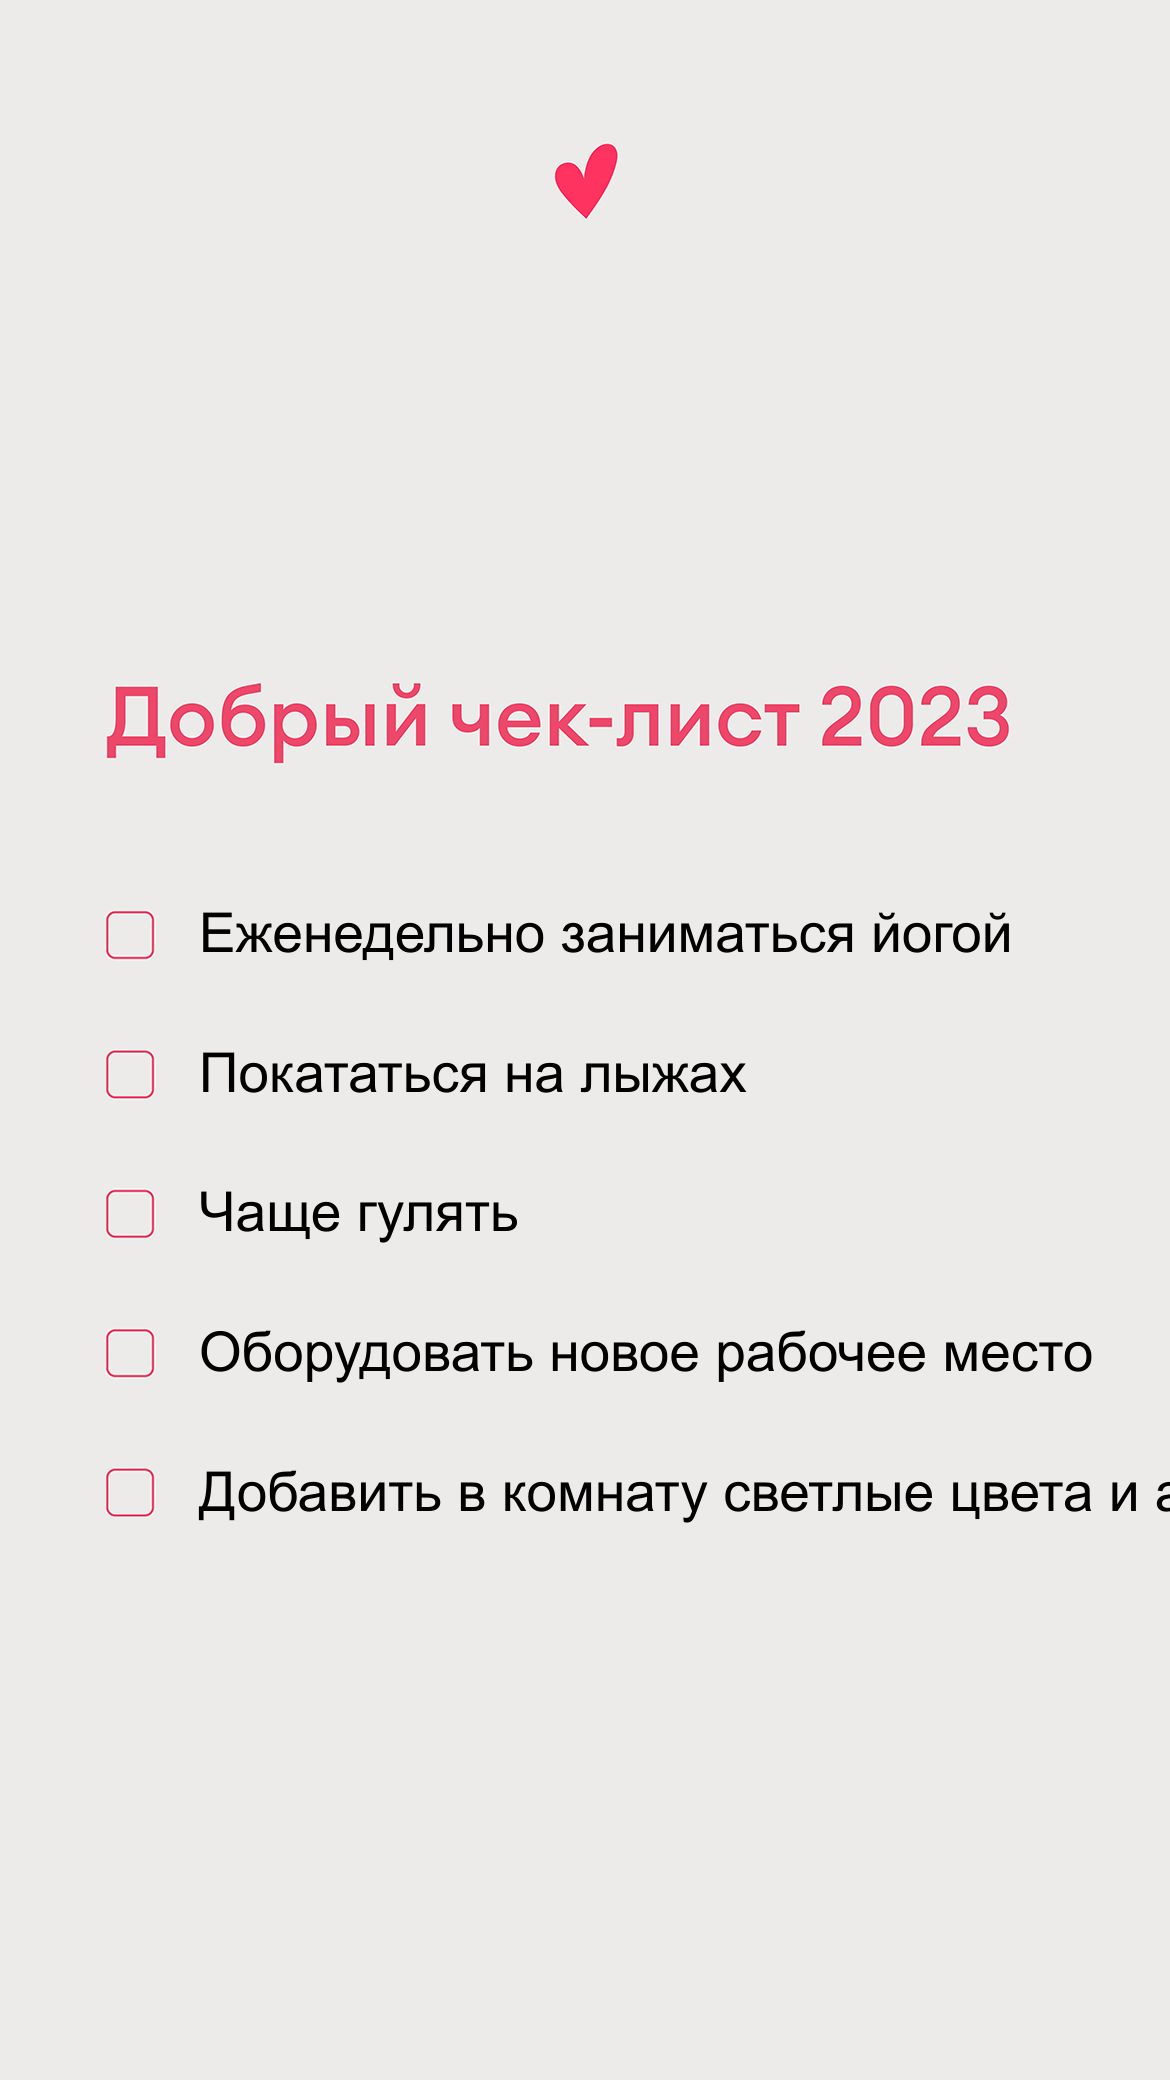 Добрый чек-лист 2023
Еженедельно заниматься йогой
Покататься на лыжах
Чаще гулять
Оборудовать новое рабочее место
Добавить в комнату светлые цвета и